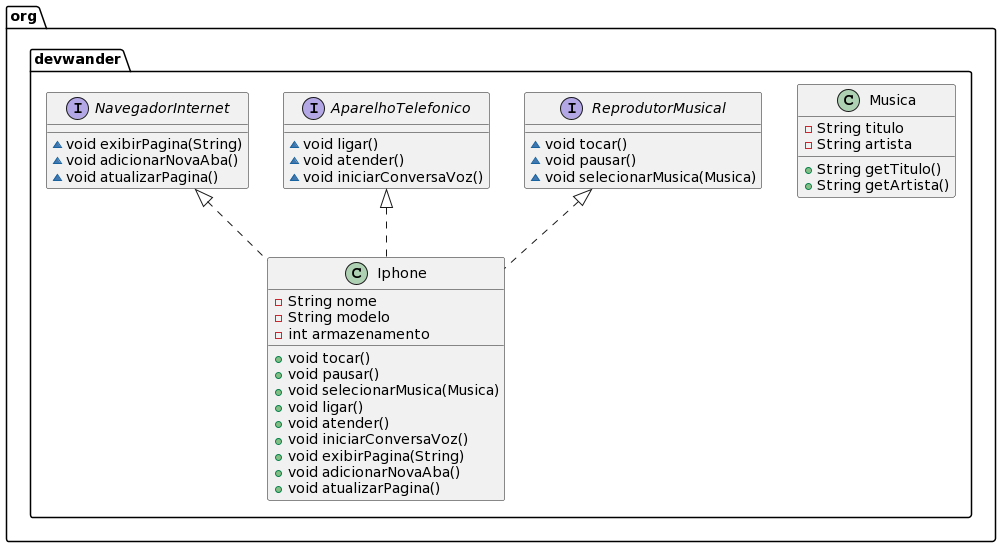 org
devwander
I NavegadorInternet
void exibirPagina(String)
void adicionarNovaAba()
void atualizarPagina()
I AparelhoTelefonico
void ligar()
void atender()
void iniciarConversaVoz()
I ReprodutorMusical
void tocar()
void pausar()
void selecionarMusica(Musica)
C Musica
String titulo
String artista
String getTitulo()
String getArtista()
C Iphone
String nome
String modelo
int armazenamento
void tocar()
void pausar()
void selecionarMusica(Musica)
void ligar()
void atender()
void iniciarConversaVoz()
void exibirPagina(String)
void adicionarNovaAba()
void atualizarPagina()